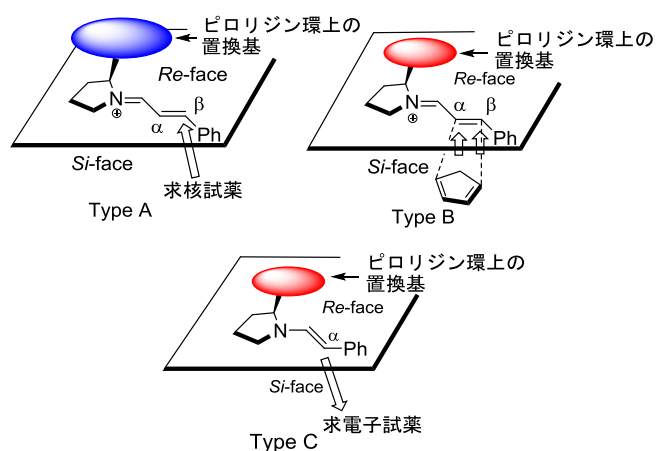 ピロリジン環上の
置換基
Re-face
N
⊕
α
β
Ph
Si-face
求核試薬
Type A
ピロリジン環上の
置換基
Re-face
N
⊕
α
β
Ph
Si-face
Type B
ピロリジン環上の
置換基
Re-face
N
α
Ph
Si-face
求電子試薬
Type C